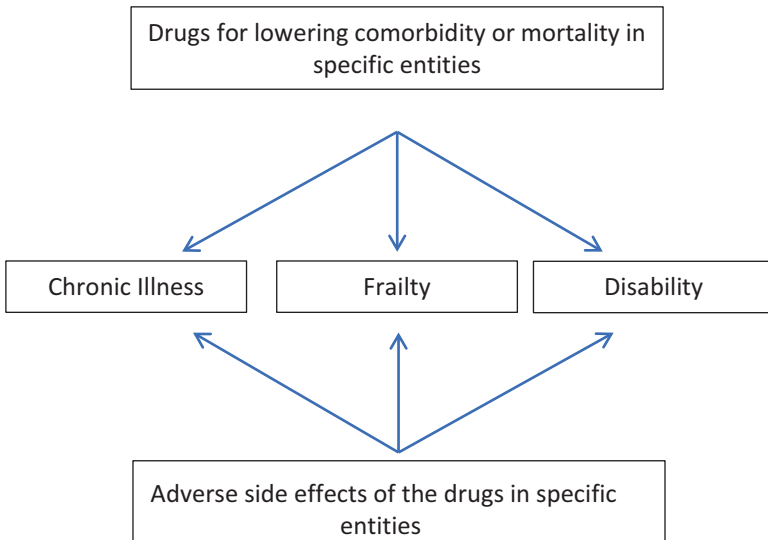 Drugs for lowering comorbidity or mortality in
specific entities
Chronic Illness
Frailty
Disability
Adverse side effects of the drugs in specific
entities